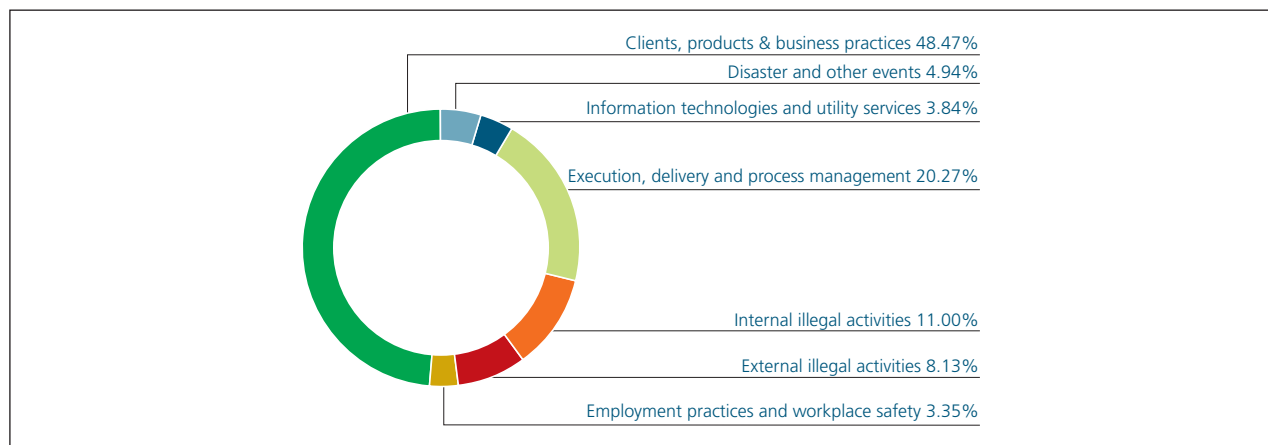 Clients, products & business practices 48.47%
Disaster and other events 4.94%
Information technologies and utility services 3.84%
Execution, delivery and process management 20.27%
Internal illegal activities 11.00%
External illegal activities 8.13%
Employment practices and workplace safety 3.35%